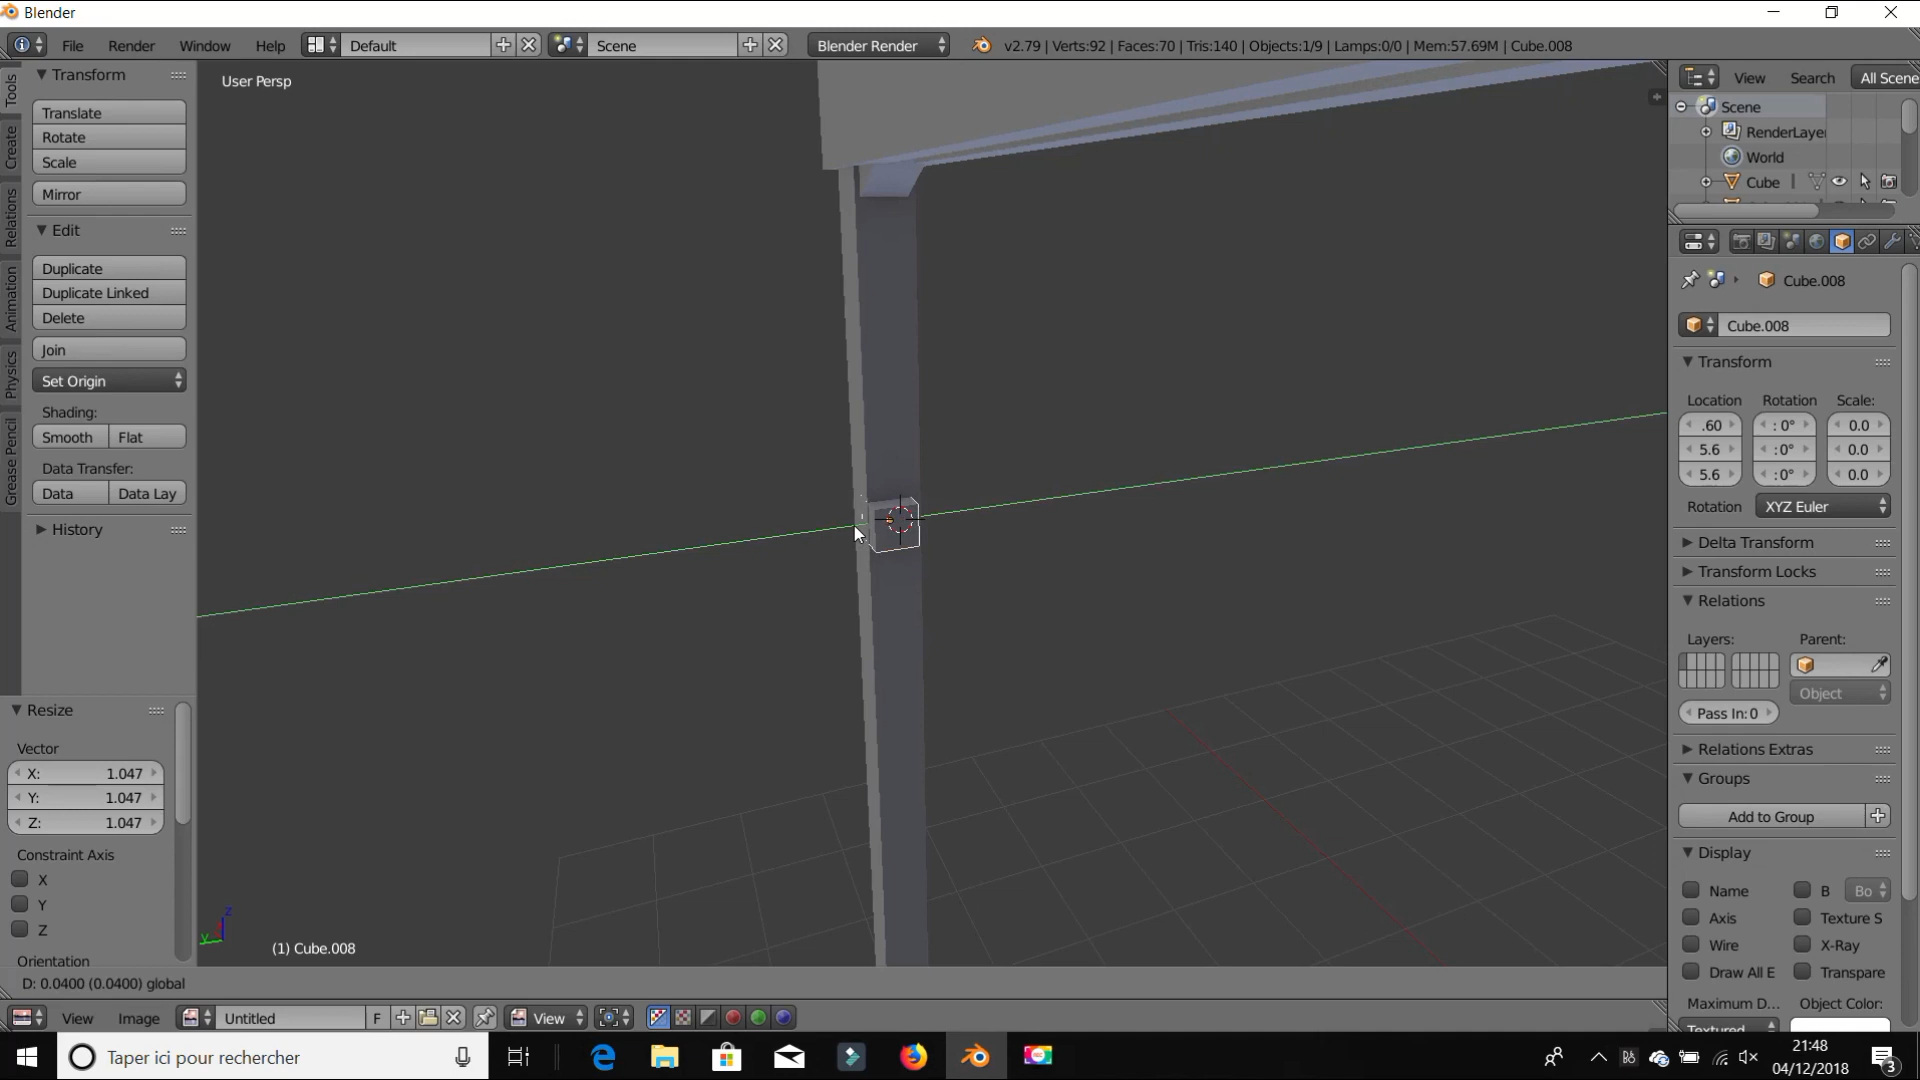 Blender
File Render Window Help Default Scene Blender Render v2.79 | Verts:92 | Faces:70 | Tris:140 | Objects:1/9 | Lamps:0/0 | Mem:57.69M | Cube.008
Tools
Create
Relations
Animation
Physics
Grease Pencil
Transform
Translate
Rotate
Scale
Mirror
Edit
Duplicate
Duplicate Linked
Delete
Join
Set Origin
Shading:
Smooth Flat
Data Transfer:
Data Data Lay
History
Resize
Vector
X: 1.047
Y: 1.047
Z: 1.047
Constraint Axis
X
Y
Z
Orientation
User Persp
z
y
(1) Cube.008
D: 0.0400 (0.0400) global
View Image Untitled F View
View Search All Scene
Scene
RenderLayer
World
Cube
Cube.008
Cube.008
Transform
Location Rotation Scale:
.60 : 0° 0.0
5.6 :0° 0.0
5.6 :0° 0.0
Rotation XYZ Euler
Delta Transform
Transform Locks
Relations
Layers: Parent:
Object
Pass In:0
Relations Extras
Groups
Add to Group
Display
Name B Bo
Axis Texture S
Wire X-Ray
Draw All E Transpare
Maximum D... Object Color:
Textured
Taper ici pour rechercher
21:48
04/12/2018
3